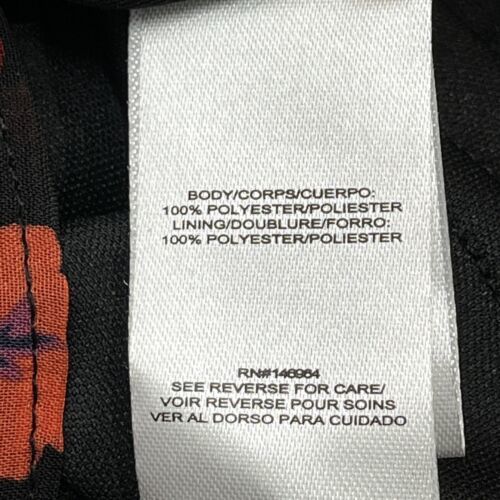 BODY/CORPS/CUERPO:
100% POLYESTER/POLIESTER
LINING/DOUBLURE/FORRO:
100% POLYESTER/POLIESTER
RN#146964
SEE REVERSE FOR CARE/
VOIR REVERSE POUR SOINS
VER AL DORSO PARA CUIDADO